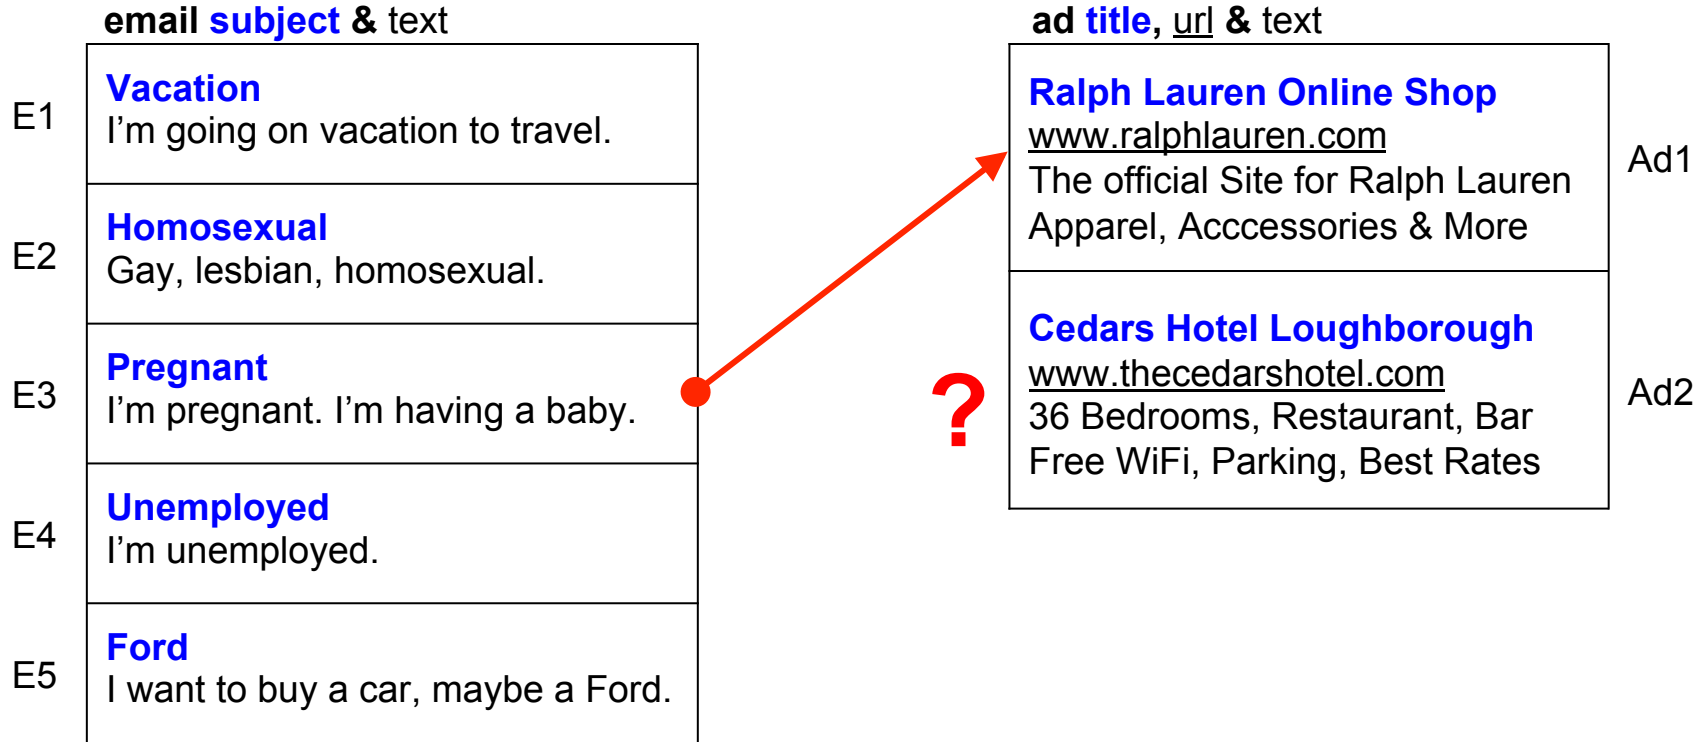 email subject & text
E1
Vacation
I'm going on vacation to travel.
E2
Homosexual
Gay, lesbian, homosexual.
E3
Pregnant
I'm pregnant. I'm having a baby.
E4
Unemployed
I'm unemployed.
E5
Ford
I want to buy a car, maybe a Ford.
ad title, url & text
Ralph Lauren Online Shop
www.ralphlauren.com
The official Site for Ralph Lauren
Apparel, Acccessories & More
Ad1
?
Cedars Hotel Loughborough
www.thecedarshotel.com
36 Bedrooms, Restaurant, Bar
Free WiFi, Parking, Best Rates
Ad2